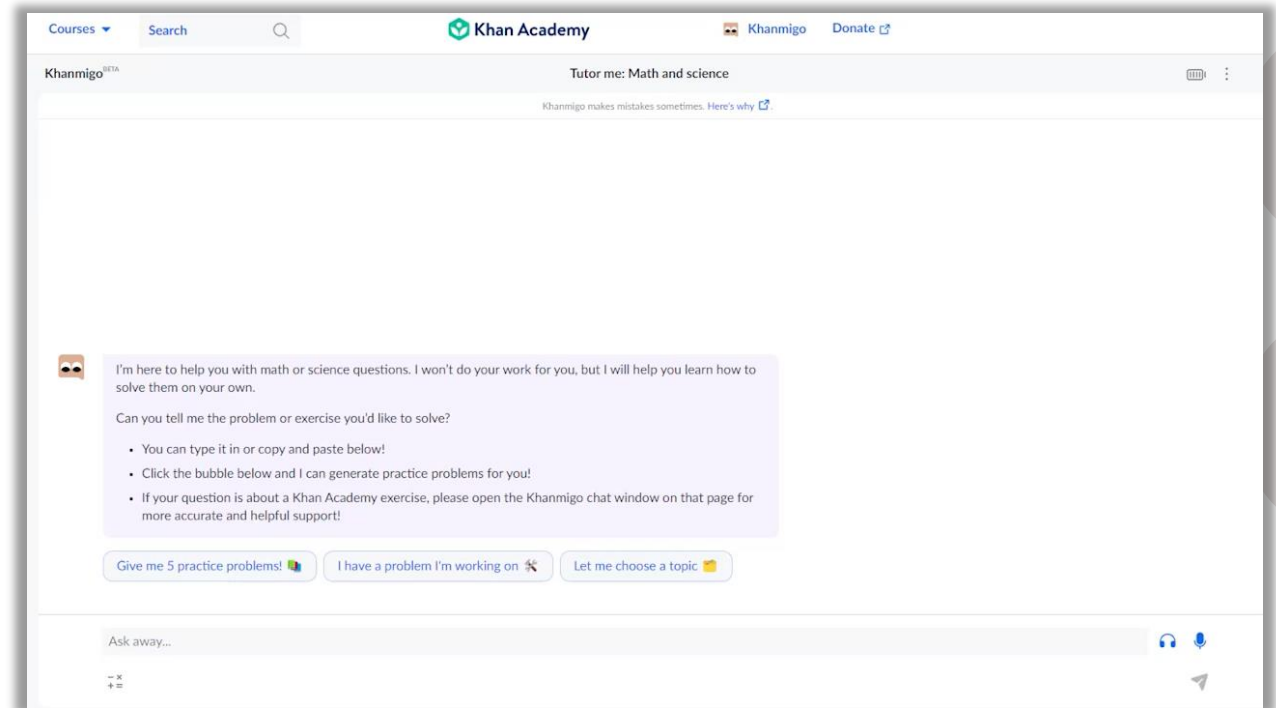 Courses Search Khan Academy Khanmigo Donate
Khanmigo BETA Tutor me: Math and science
Khanmigo makes mistakes sometimes. Here's why.
I'm here to help you with math or science questions. I won't do your work for you, but I will help you learn how to
solve them on your own.
Can you tell me the problem or exercise you'd like to solve?
• You can type it in or copy and paste below!
• Click the bubble below and I can generate practice problems for you!
• If your question is about a Khan Academy exercise, please open the Khanmigo chat window on that page for
more accurate and helpful support!
Give me 5 practice problems! I have a problem I'm working on Let me choose a topic
Ask away...
− ×
+ =